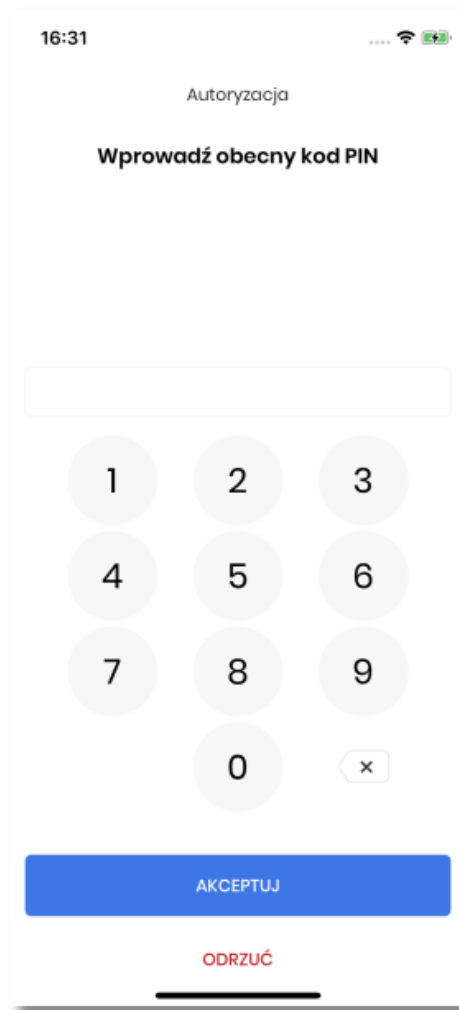 16:31
Autoryzacja
Wprowadź obecny kod PIN
1 2 3
4 5 6
7 8 9
0
AKCEPTUJ
ODRZUĆ